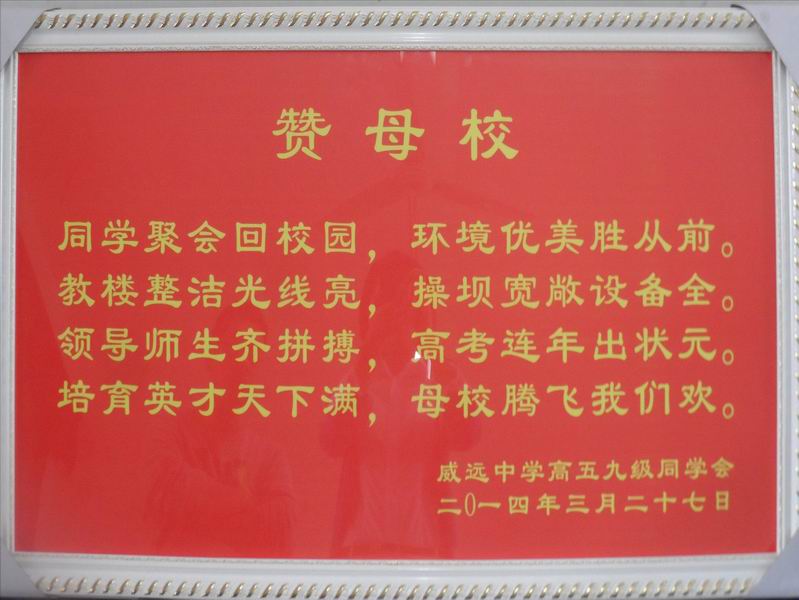 赞母校
同学聚会回校园，环境优美胜从前。
教楼整洁光线亮，操坝宽敞设备全。
领导师生齐拼搏，高考连年出状元。
培育英才天下满，母校腾飞我们欢。
威远中学高五九级同学会
二〇一四年三月二十七日